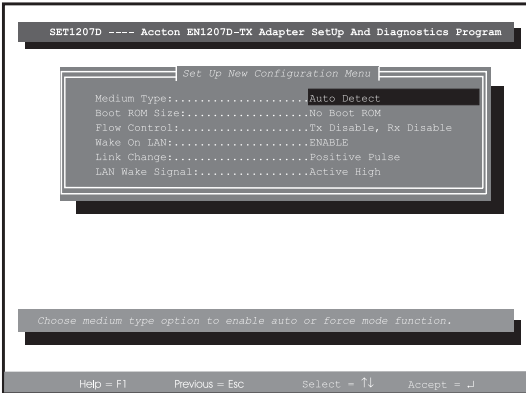 SET1207D ---- Accton EN1207D-TX Adapter SetUp And Diagnostics Program
Set Up New Configuration Menu
Medium Type:.....................Auto Detect
Boot ROM Size:...................No Boot ROM
Flow Control:....................Tx Disable, Rx Disable
Wake On LAN:.....................ENABLE
Link Change:.....................Positive Pulse
LAN Wake Signal:.................Active High
Choose medium type option to enable auto or force mode function.
Help = F1 Previous = Esc Select = ↑↓ Accept = ↵